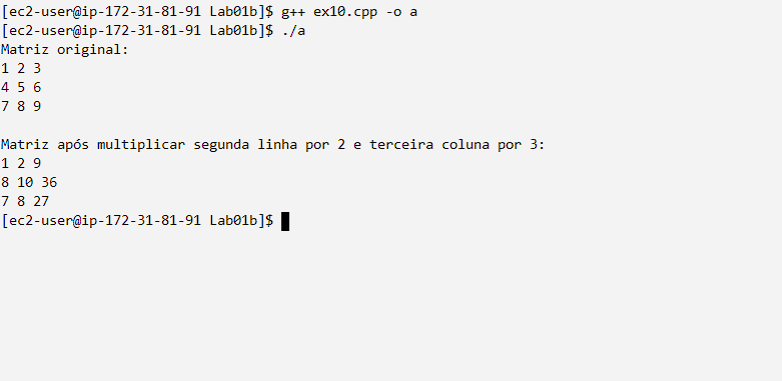 [ec2-user@ip-172-31-81-91 Lab01b]$ g++ ex10.cpp -o a
[ec2-user@ip-172-31-81-91 Lab01b]$ ./a
Matriz original:
1 2 3
4 5 6
7 8 9
Matriz após multiplicar segunda linha por 2 e terceira coluna por 3:
1 2 9
8 10 36
7 8 27
[ec2-user@ip-172-31-81-91 Lab01b]$